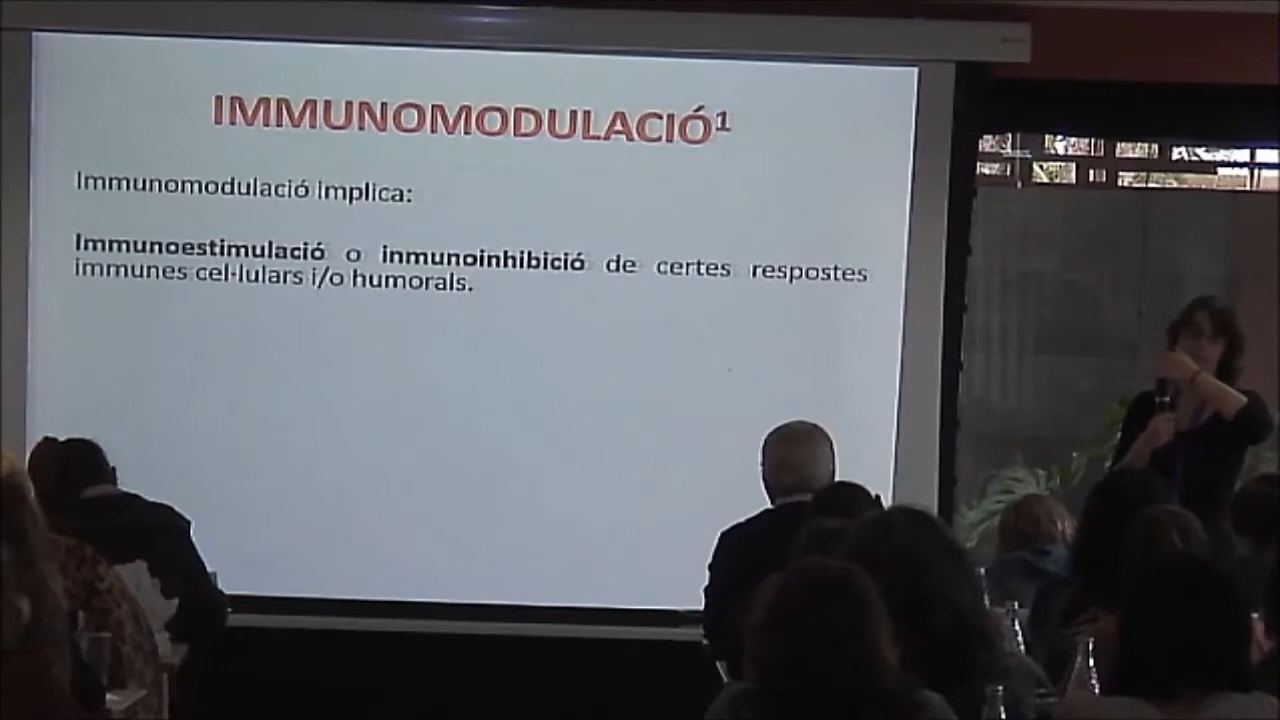 IMMUNOMODULACIÓ¹
Immunomodulació implica:
Immunoestimulació o inmunoinhibició de certes respostes
immunes cel·lulars i/o humorals.